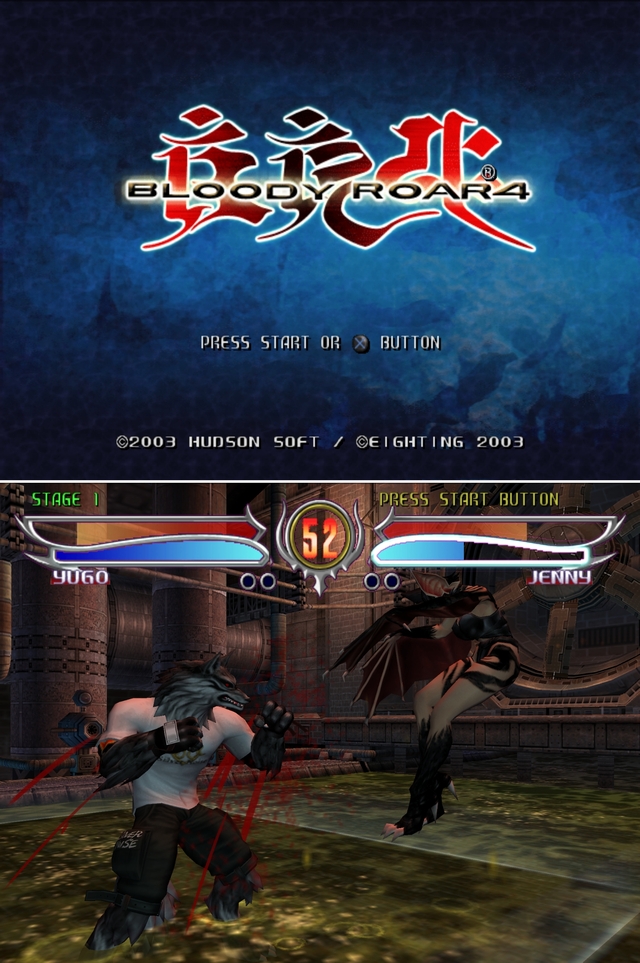 BLOODY ROAR 4®
PRESS START OR ⓧ BUTTON
©2003 HUDSON SOFT / ©EIGHTING 2003
STAGE 1
PRESS START BUTTON
52
YUGO
JENNY